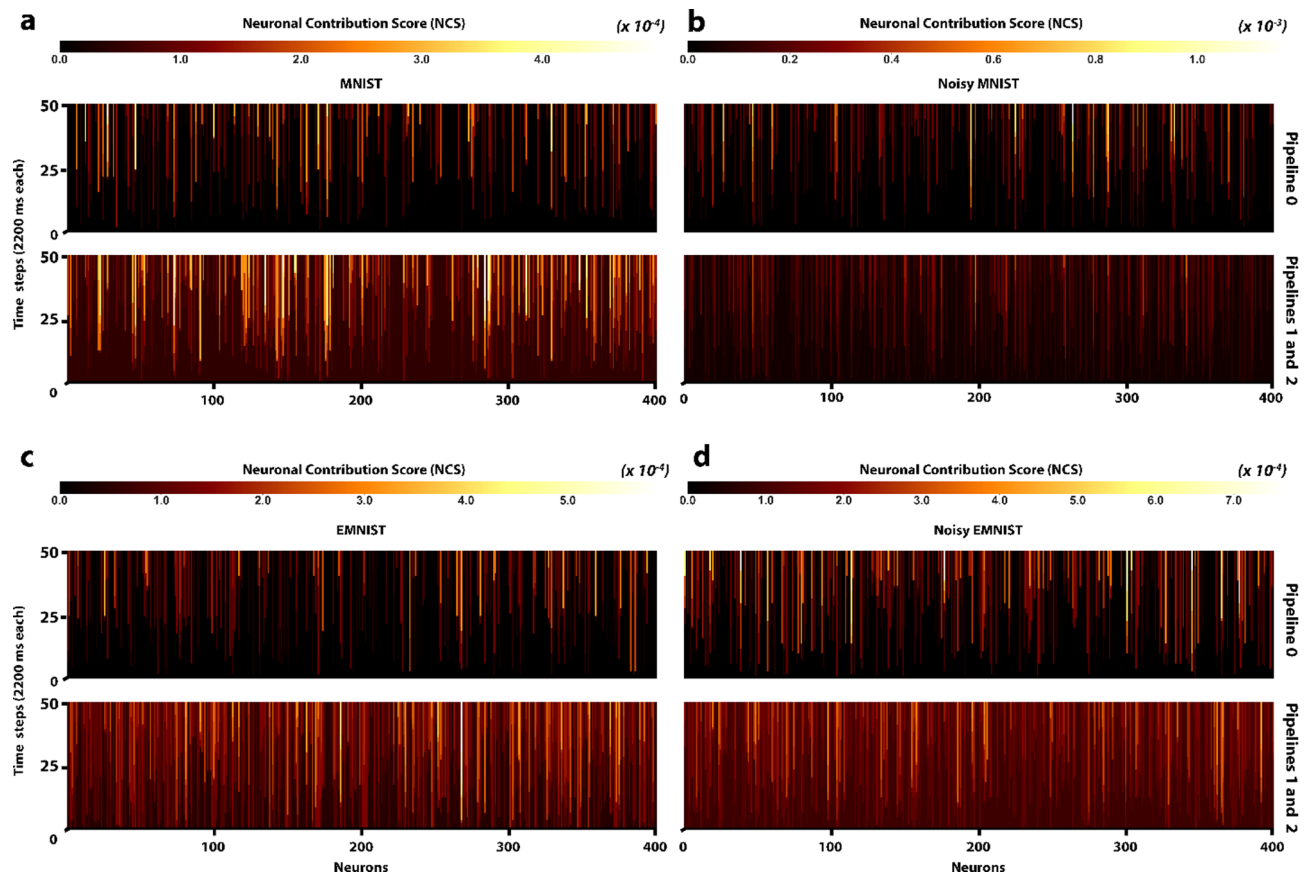 a
Neuronal Contribution Score (NCS)
(x 10⁻⁴)
0.0 1.0 2.0 3.0 4.0
MNIST
b
Neuronal Contribution Score (NCS)
(x 10⁻³)
0.0 0.2 0.4 0.6 0.8 1.0
Noisy MNIST
Time steps (2200 ms each)
50
25
0
50
25
0
100 200 300 400
0 100 200 300 400
Pipeline 0
Pipelines 1 and 2
c
Neuronal Contribution Score (NCS)
(x 10⁻⁴)
0.0 1.0 2.0 3.0 4.0 5.0
EMNIST
d
Neuronal Contribution Score (NCS)
(x 10⁻⁴)
0.0 1.0 2.0 3.0 4.0 5.0 6.0 7.0
Noisy EMNIST
Time steps (2200 ms each)
50
25
0
50
25
0
100 200 300 400
Neurons
0 100 200 300 400
Neurons
Pipeline 0
Pipelines 1 and 2